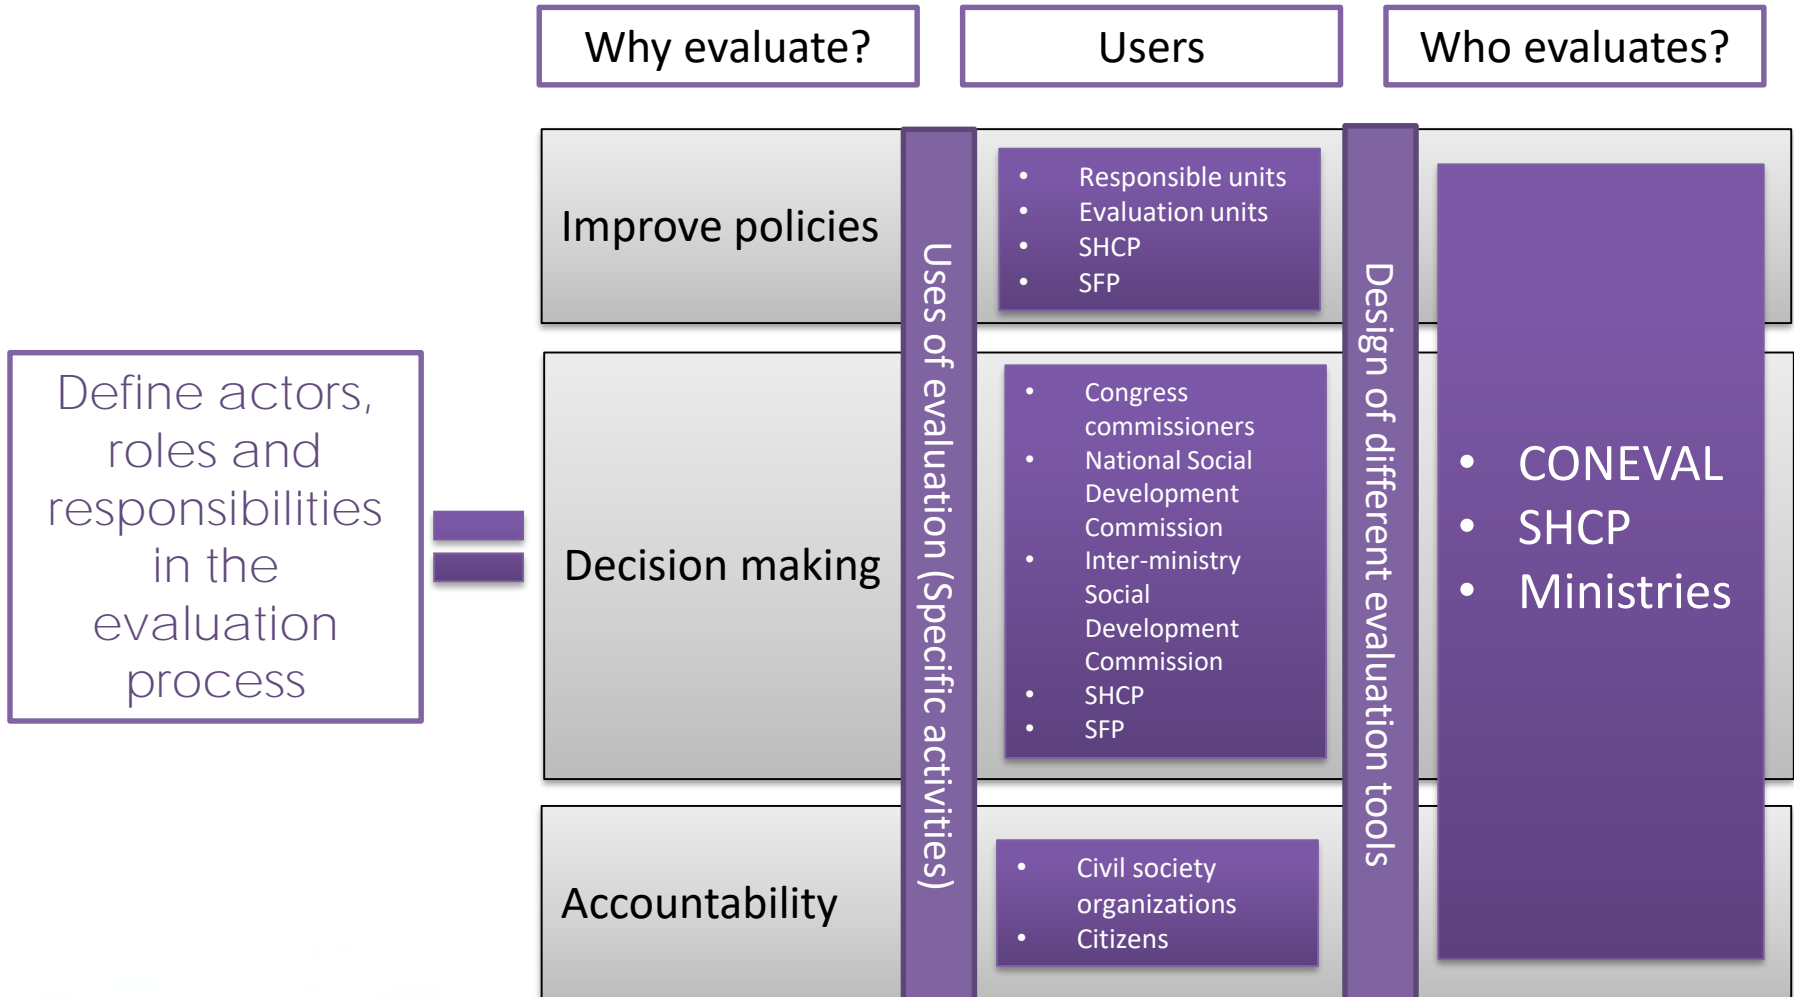 Why evaluate?
Users
Who evaluates?
Define actors,
roles and
responsibilities
in the
evaluation
process
Improve policies
Decision making
Accountability
Uses of evaluation (Specific activities)
• Responsible units
• Evaluation units
• SHCP
• SFP
• Congress
commissioners
• National Social
Development
Commission
• Inter-ministry
Social
Development
Commission
• SHCP
• SFP
• Civil society
organizations
• Citizens
Design of different evaluation tools
• CONEVAL
• SHCP
• Ministries